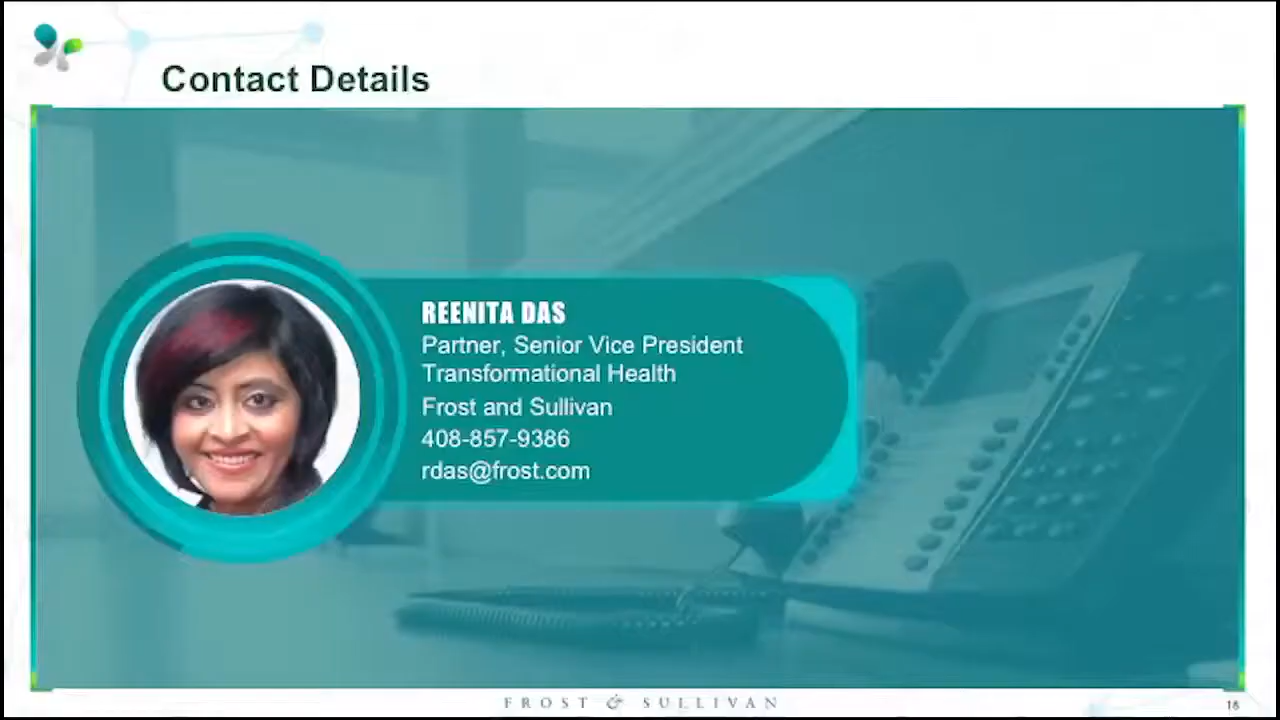 Contact Details
REENITA DAS
Partner, Senior Vice President
Transformational Health
Frost and Sullivan
408-857-9386
rdas@frost.com
FROST & SULLIVAN
16